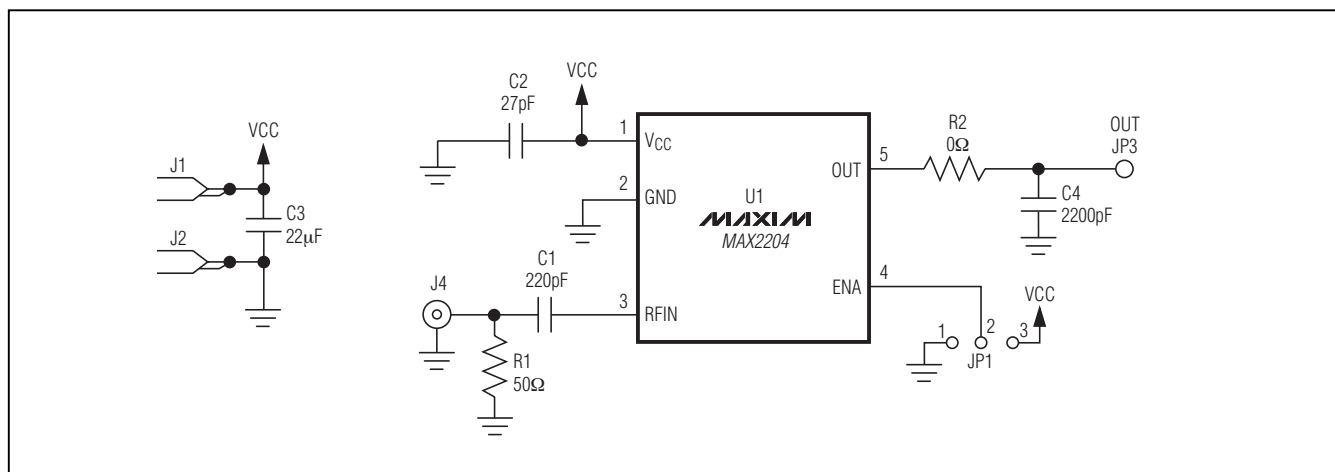 VCC
J1
C3
22μF
J2
C2
27pF
VCC
1
VCC
2
GND
C1
220pF
J4
3
RFIN
R1
50Ω
U1
MAXIM
MAX2204
OUT
5
R2
0Ω
OUT
JP3
C4
2200pF
ENA
4
VCC
1
2
3
JP1